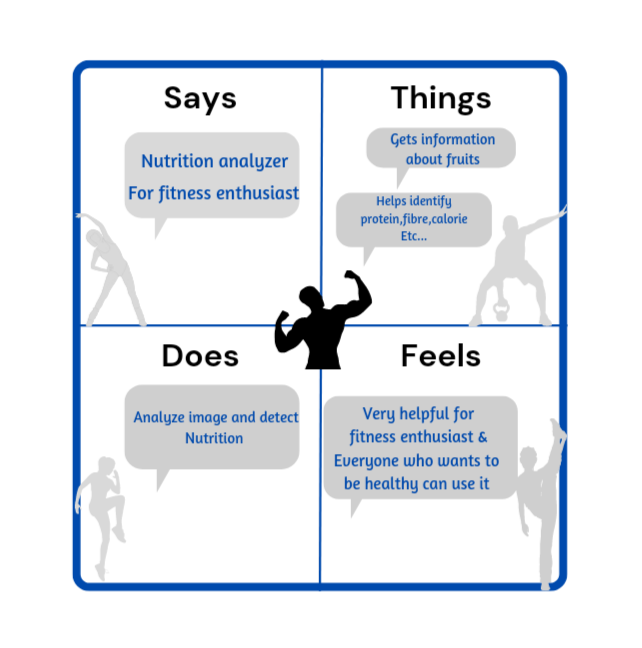 Says
Nutrition analyzer
For fitness enthusiast
Things
Gets information
about fruits
Helps identify
protein,fibre,calorie
Etc...
Does
Analyze image and detect
Nutrition
Feels
Very helpful for
fitness enthusiast &
Everyone who wants to
be healthy can use it